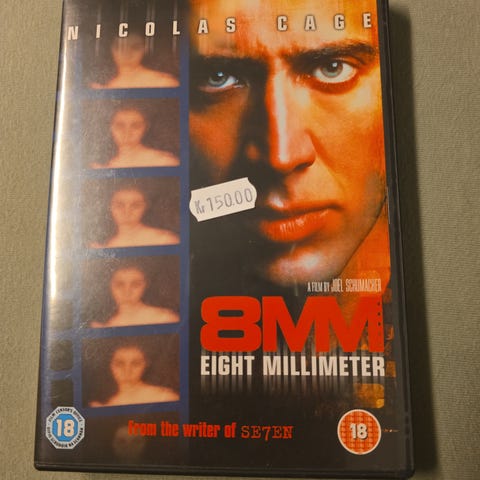 NICOLAS CAGE
Kr 150.00
A FILM BY JOEL SCHUMACHER
8MM
EIGHT MILLIMETER
from the writer of SE7EN
18
18